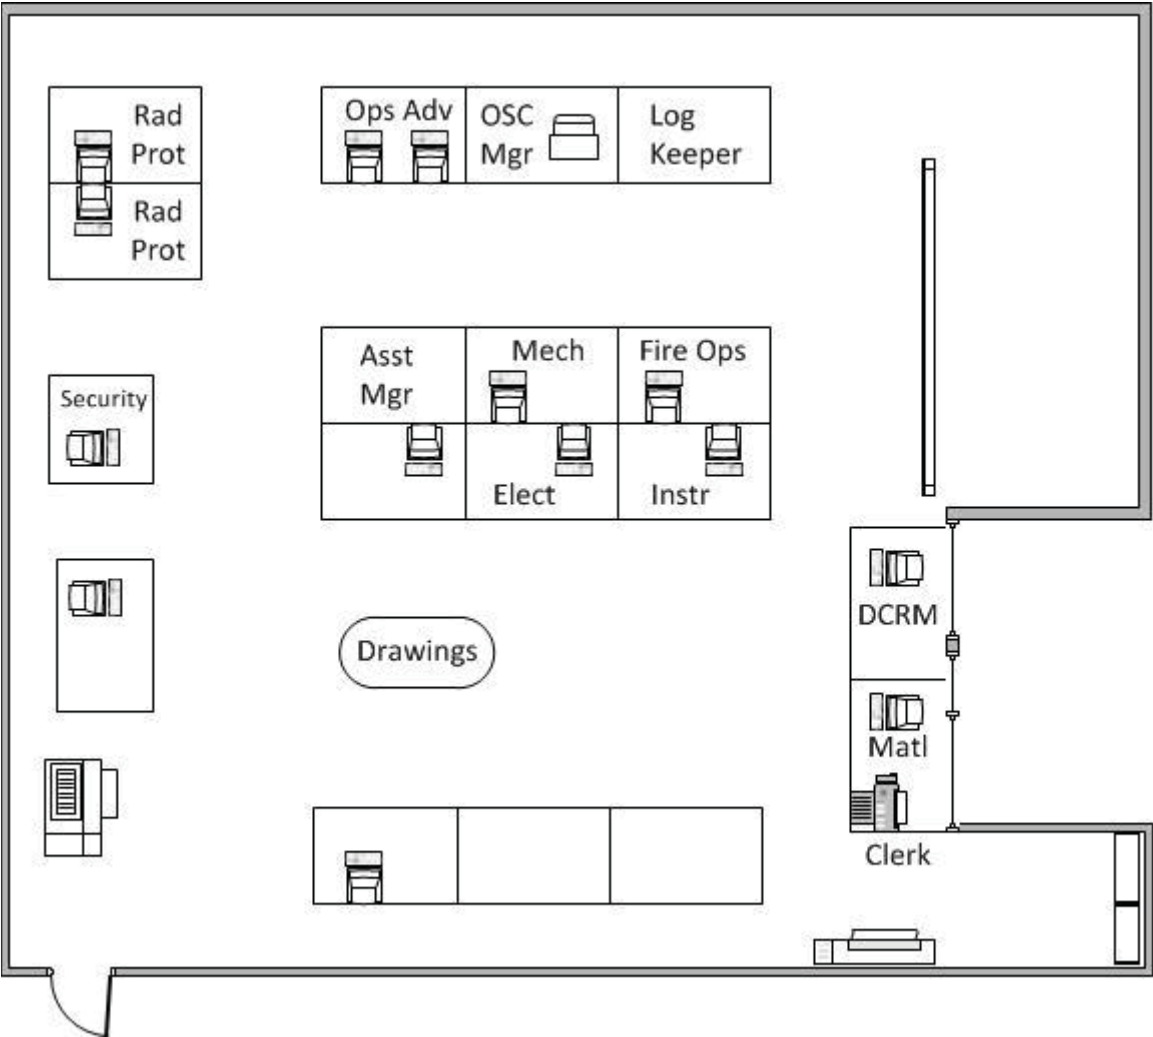 Rad
Prot
Rad
Prot
Ops Adv
OSC
Mgr
Log
Keeper
Security
Asst
Mgr
Mech
Fire Ops
Elect
Instr
Drawings
DCRM
Matl
Clerk